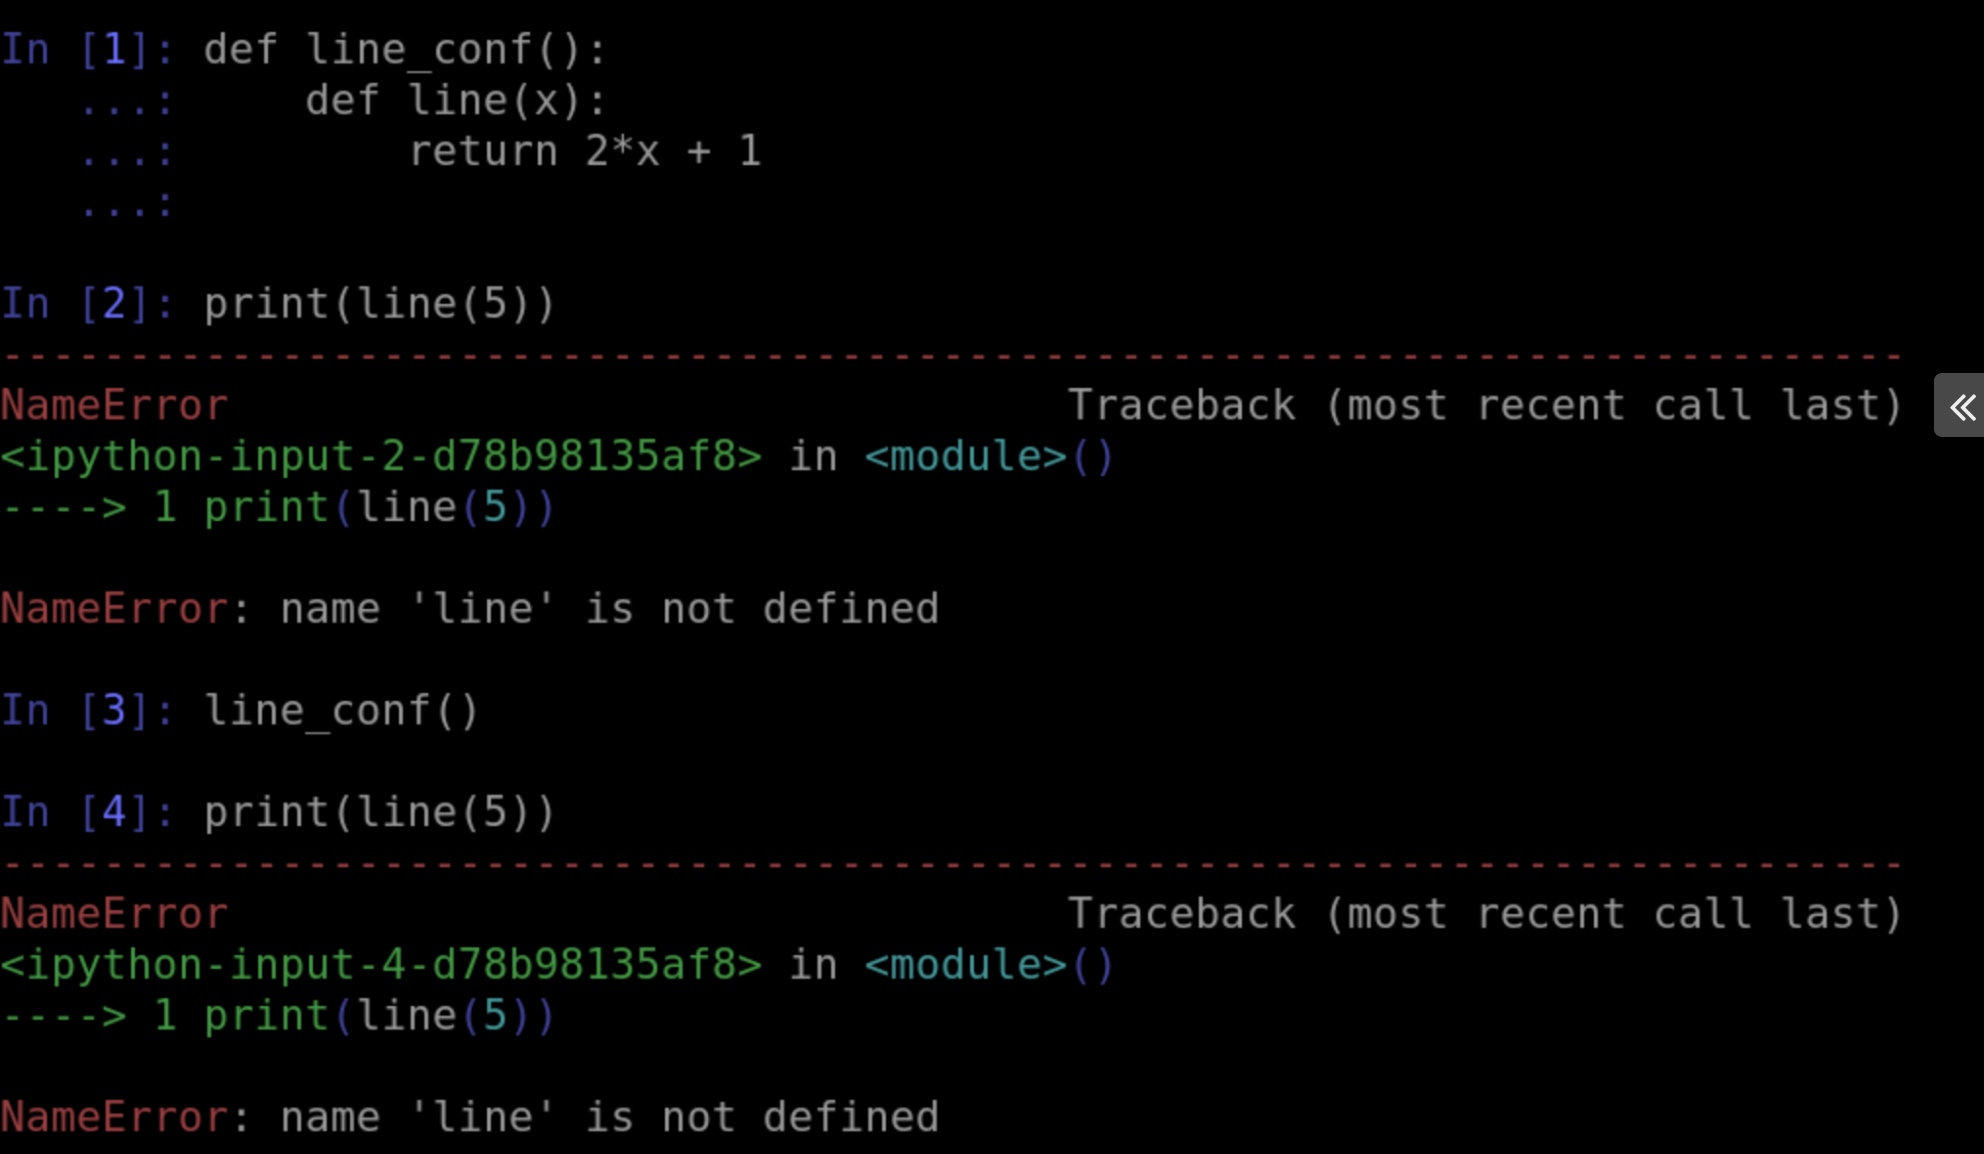 In [1]: def line_conf():
   ...:     def line(x):
   ...:         return 2*x + 1
   ...:
In [2]: print(line(5))
---------------------------------------------------------------------------
NameError                                 Traceback (most recent call last)
<ipython-input-2-d78b98135af8> in <module>()
----> 1 print(line(5))
NameError: name 'line' is not defined
In [3]: line_conf()
In [4]: print(line(5))
---------------------------------------------------------------------------
NameError                                 Traceback (most recent call last)
<ipython-input-4-d78b98135af8> in <module>()
----> 1 print(line(5))
NameError: name 'line' is not defined